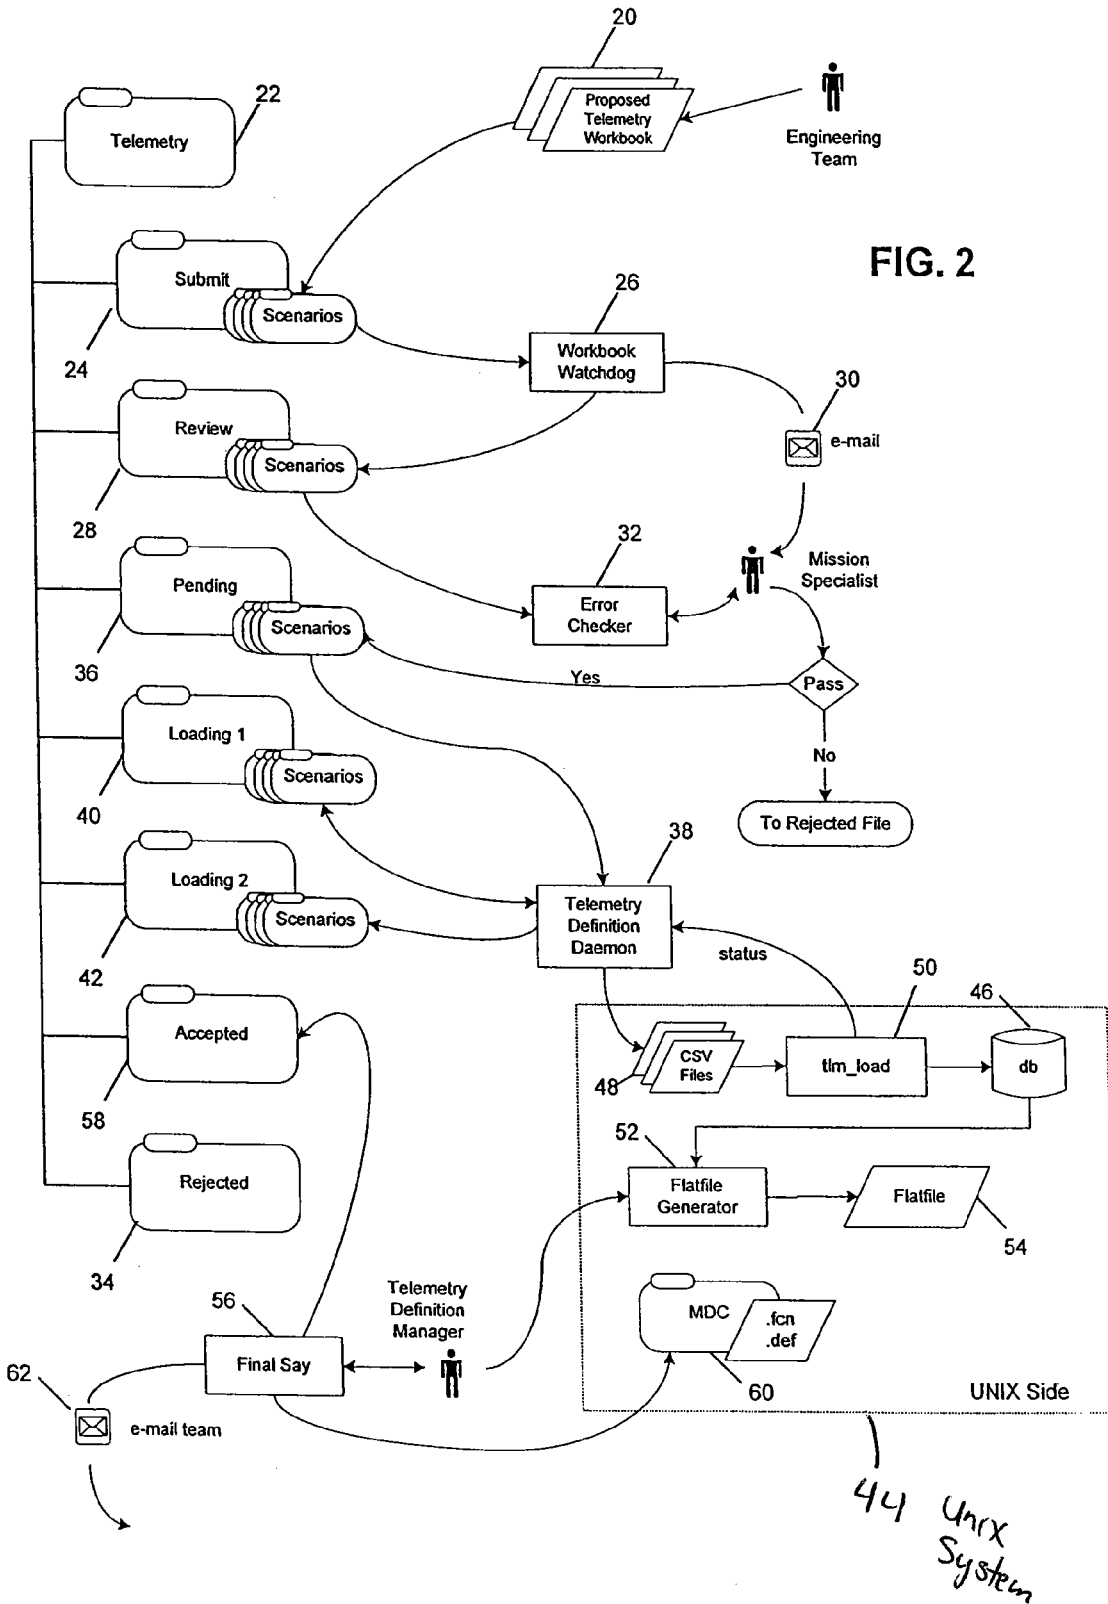 20
22
Telemetry
Proposed
Telemetry
Workbook
Engineering
Team
FIG. 2
Submit
Scenarios
24
26
Workbook
Watchdog
30
e-mail
Review
Scenarios
28
32
Error
Checker
Mission
Specialist
Pending
Scenarios
36
Yes
Pass
No
To Rejected File
Loading 1
Scenarios
40
38
Telemetry
Definition
Daemon
Loading 2
Scenarios
42
status
50
46
Accepted
58
CSV
Files
48
tlm_load
db
52
Flatfile
Generator
Flatfile
54
Rejected
34
56
Telemetry
Definition
Manager
Final Say
MDC
.fcn
.def
60
UNIX Side
62
e-mail team
44 Unix
System